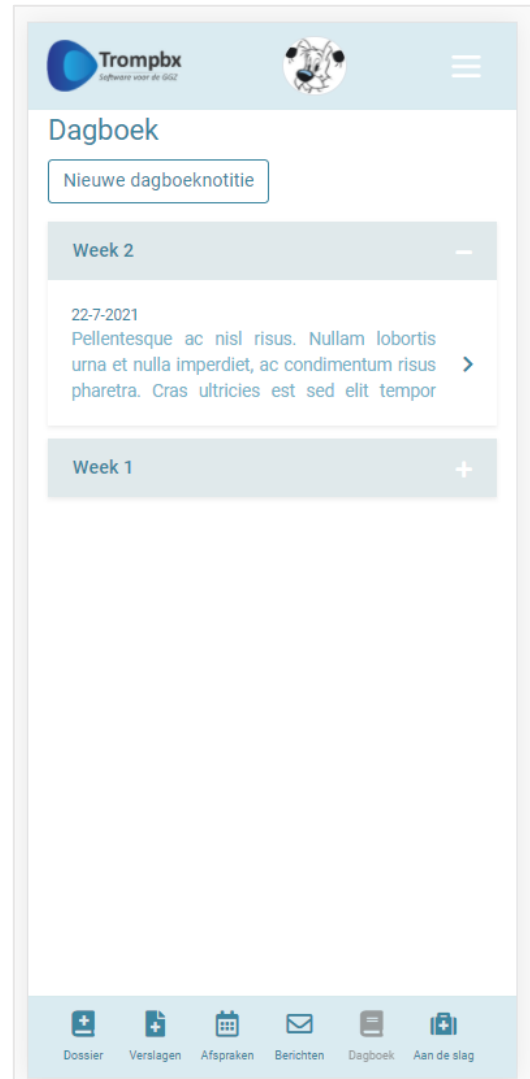 Trompbx
Software voor de GGZ
Dagboek
Nieuwe dagboeknotitie
Week 2
22-7-2021
Pellentesque ac nisl risus. Nullam lobortis
urna et nulla imperdiet, ac condimentum risus
pharetra. Cras ultricies est sed elit tempor
Week 1
Dossier Verslagen Afspraken Berichten Dagboek Aan de slag